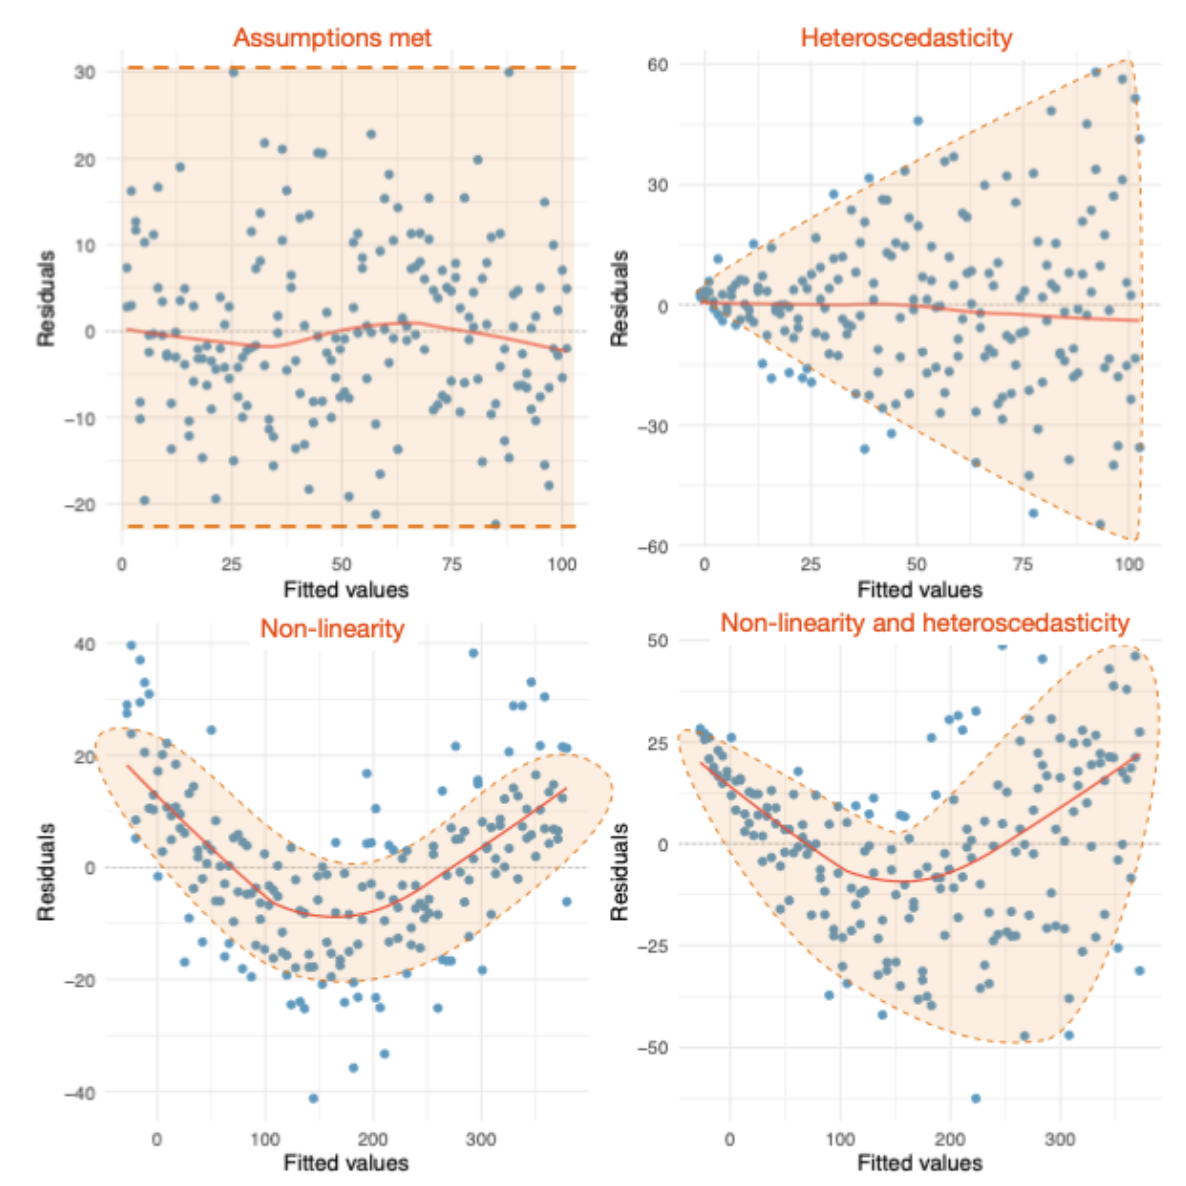 Assumptions met
30
20
10
0
−10
−20
Residuals
0 25 50 75 100
Fitted values
Heteroscedasticity
60
30
0
−30
−60
Residuals
0 25 50 75 100
Fitted values
Non-linearity
40
20
0
−20
−40
Residuals
0 100 200 300
Fitted values
Non-linearity and heteroscedasticity
50
25
0
−25
−50
Residuals
0 100 200 300
Fitted values